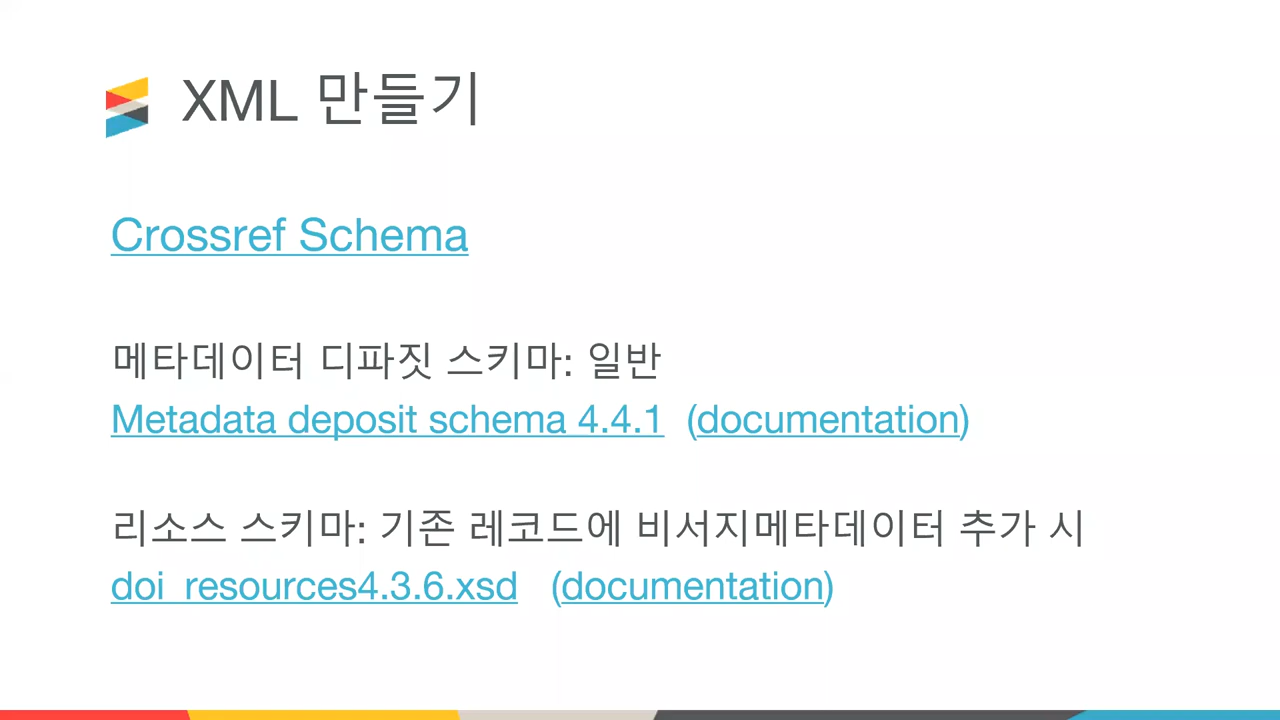 XML 만들기
Crossref Schema
메타데이터 디파짓 스키마: 일반
Metadata deposit schema 4.4.1 (documentation)
리소스 스키마: 기존 레코드에 비서지메타데이터 추가 시
doi_resources4.3.6.xsd (documentation)